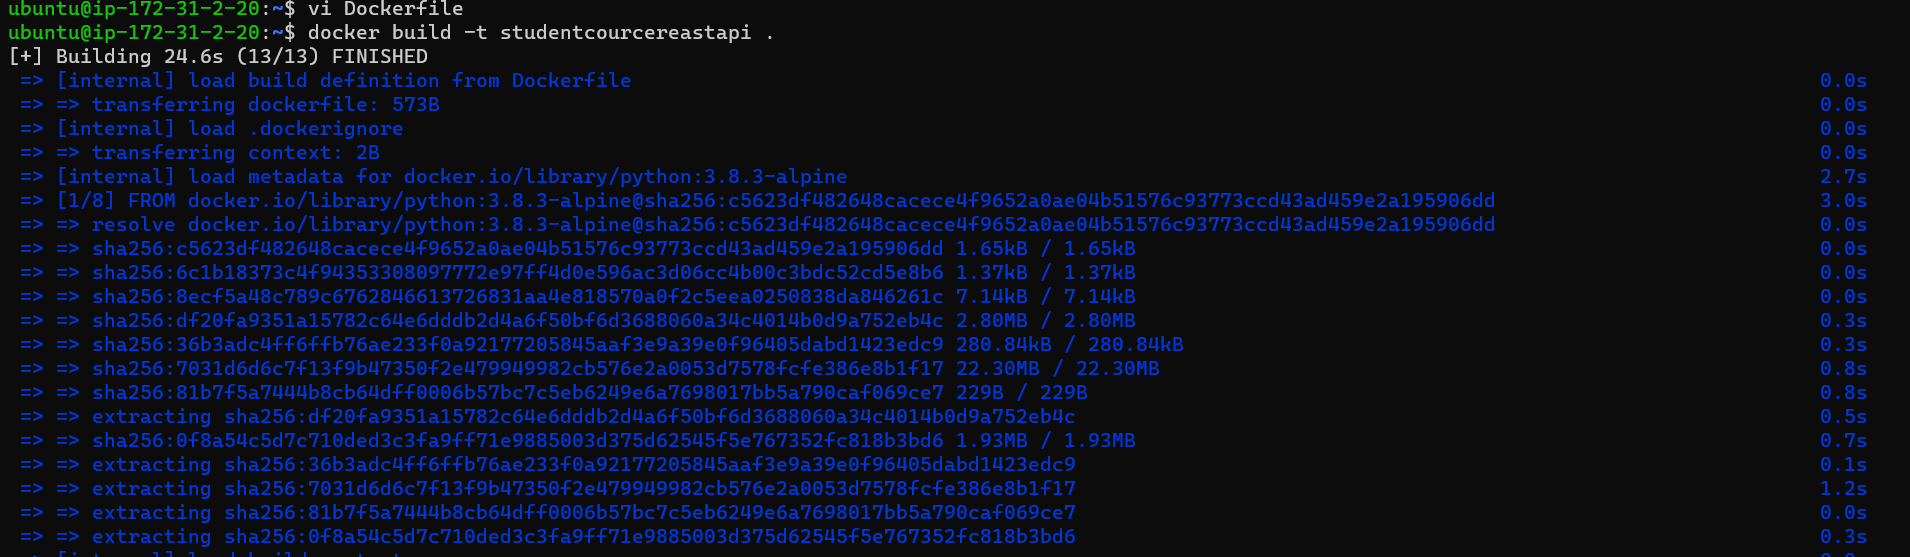 ubuntu@ip-172-31-2-20:~$ vi Dockerfile
ubuntu@ip-172-31-2-20:~$ docker build -t studentcourcereastapi .
[+] Building 24.6s (13/13) FINISHED
=> [internal] load build definition from Dockerfile 0.0s
=> => transferring dockerfile: 573B 0.0s
=> [internal] load .dockerignore 0.0s
=> => transferring context: 2B 0.0s
=> [internal] load metadata for docker.io/library/python:3.8.3-alpine 2.7s
=> [1/8] FROM docker.io/library/python:3.8.3-alpine@sha256:c5623df482648cacece4f9652a0ae04b51576c93773ccd43ad459e2a195906dd 3.0s
=> => resolve docker.io/library/python:3.8.3-alpine@sha256:c5623df482648cacece4f9652a0ae04b51576c93773ccd43ad459e2a195906dd 0.0s
=> => sha256:c5623df482648cacece4f9652a0ae04b51576c93773ccd43ad459e2a195906dd 1.65kB / 1.65kB 0.0s
=> => sha256:6c1b18373c4f94353308097772e97ff4d0e596ac3d06cc4b00c3bdc52cd5e8b6 1.37kB / 1.37kB 0.0s
=> => sha256:8ecf5a48c789c6762846613726831aa4e818570a0f2c5eea0250838da846261c 7.14kB / 7.14kB 0.0s
=> => sha256:df20fa9351a15782c64e6dddb2d4a6f50bf6d3688060a34c4014b0d9a752eb4c 2.80MB / 2.80MB 0.3s
=> => sha256:36b3adc4ff6ffb76ae233f0a92177205845aaf3e9a39e0f96405dabd1423edc9 280.84kB / 280.84kB 0.3s
=> => sha256:7031d6d6c7f13f9b47350f2e479949982cb576e2a0053d7578fcfe386e8b1f17 22.30MB / 22.30MB 0.8s
=> => sha256:81b7f5a7444b8cb64dff0006b57bc7c5eb6249e6a7698017bb5a790caf069ce7 229B / 229B 0.8s
=> => extracting sha256:df20fa9351a15782c64e6dddb2d4a6f50bf6d3688060a34c4014b0d9a752eb4c 0.5s
=> => sha256:0f8a54c5d7c710ded3c3fa9ff71e9885003d375d62545f5e767352fc818b3bd6 1.93MB / 1.93MB 0.7s
=> => extracting sha256:36b3adc4ff6ffb76ae233f0a92177205845aaf3e9a39e0f96405dabd1423edc9 0.1s
=> => extracting sha256:7031d6d6c7f13f9b47350f2e479949982cb576e2a0053d7578fcfe386e8b1f17 1.2s
=> => extracting sha256:81b7f5a7444b8cb64dff0006b57bc7c5eb6249e6a7698017bb5a790caf069ce7 0.0s
=> => extracting sha256:0f8a54c5d7c710ded3c3fa9ff71e9885003d375d62545f5e767352fc818b3bd6 0.3s